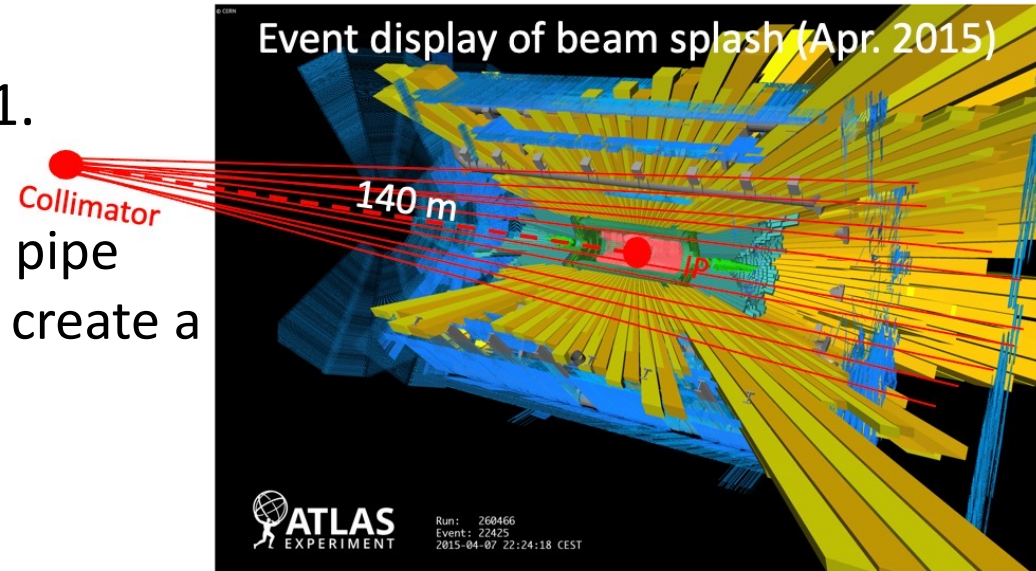 © CERN
Event display of beam splash (Apr. 2015)
1.
Collimator
140 m
pipe
IP
create a
ATLAS
EXPERIMENT
Run: 260466
Event: 22425
2015-04-07 22:24:18 CEST